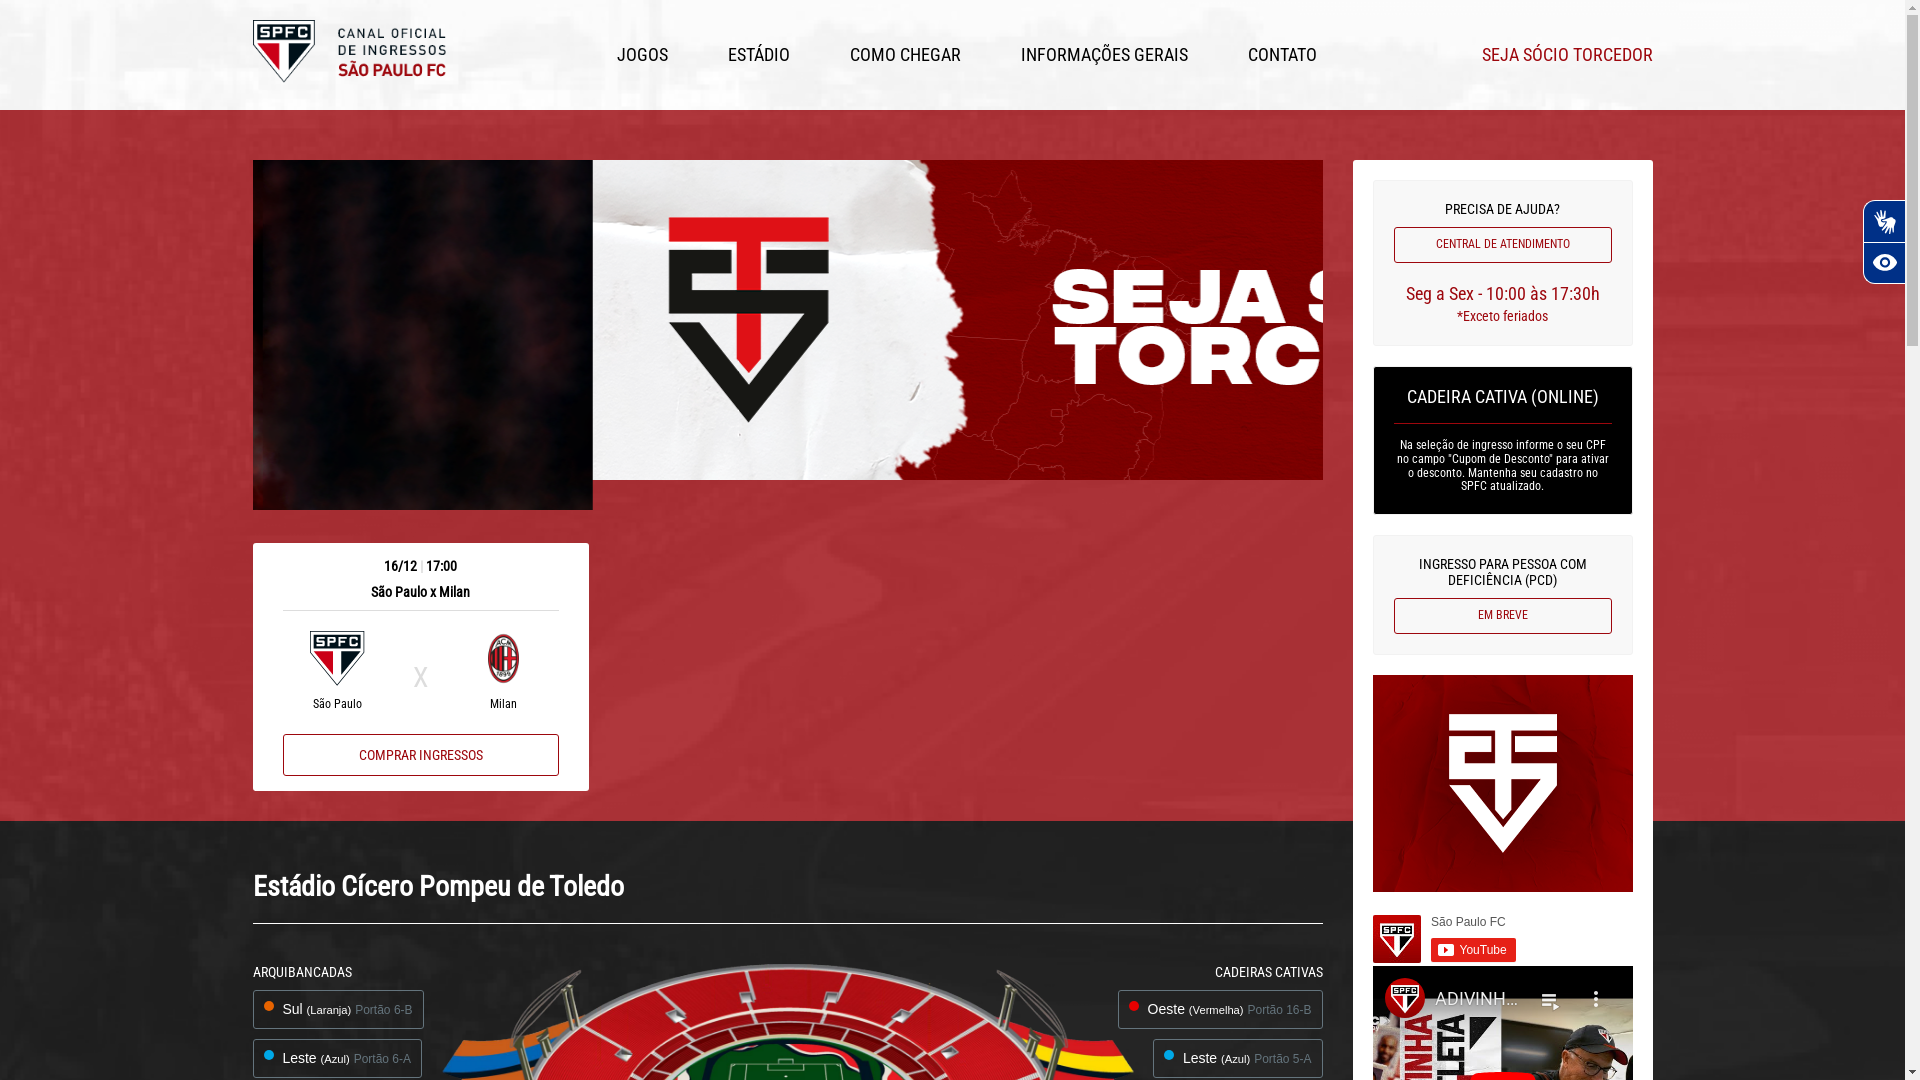 SPFC
CANAL OFICIAL
DE INGRESSOS
SÃO PAULO FC
JOGOS
ESTÁDIO
COMO CHEGAR
INFORMAÇÕES GERAIS
CONTATO
SEJA SÓCIO TORCEDOR
SEJA
TORC
PRECISA DE AJUDA?
CENTRAL DE ATENDIMENTO
Seg a Sex - 10:00 às 17:30h
*Exceto feriados
CADEIRA CATIVA (ONLINE)
Na seleção de ingresso informe o seu CPF
no campo "Cupom de Desconto" para ativar
o desconto. Mantenha seu cadastro no
SPFC atualizado.
INGRESSO PARA PESSOA COM
DEFICIÊNCIA (PCD)
EM BREVE
16/12 | 17:00
São Paulo x Milan
SPFC
X
São Paulo
Milan
COMPRAR INGRESSOS
Estádio Cícero Pompeu de Toledo
ARQUIBANCADAS
Sul (Laranja) Portão 6-B
Leste (Azul) Portão 6-A
CADEIRAS CATIVAS
Oeste (Vermelha) Portão 16-B
Leste (Azul) Portão 5-A
SPFC
São Paulo FC
YouTube
SPFC
ADIVINH...